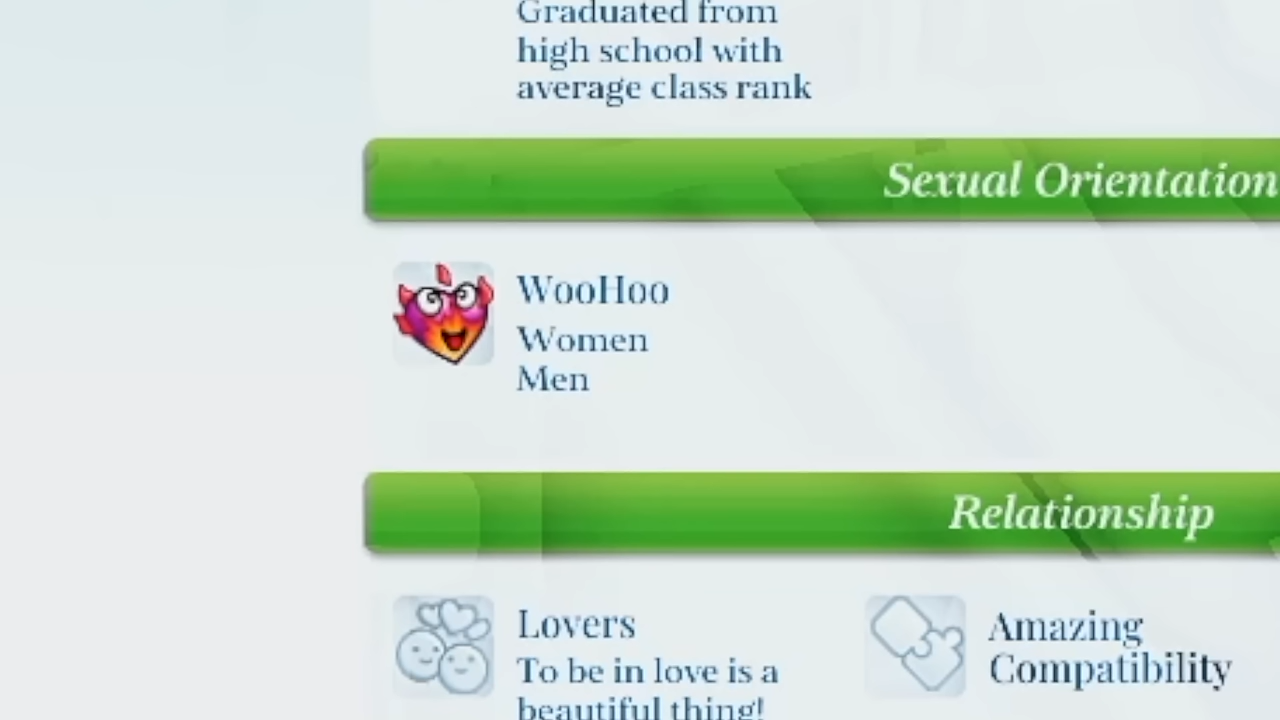 Graduated from
high school with
average class rank
Sexual Orientation
WooHoo
Women
Men
Relationship
Lovers
To be in love is a
beautiful thing!
Amazing
Compatibility